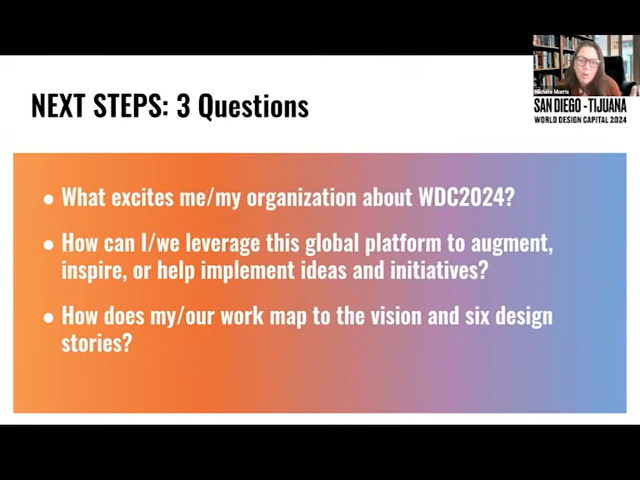 Michèle Morris
SAN DIEGO - TIJUANA
WORLD DESIGN CAPITAL 2024
NEXT STEPS: 3 Questions
● What excites me/my organization about WDC2024?
● How can I/we leverage this global platform to augment,
inspire, or help implement ideas and initiatives?
● How does my/our work map to the vision and six design
stories?